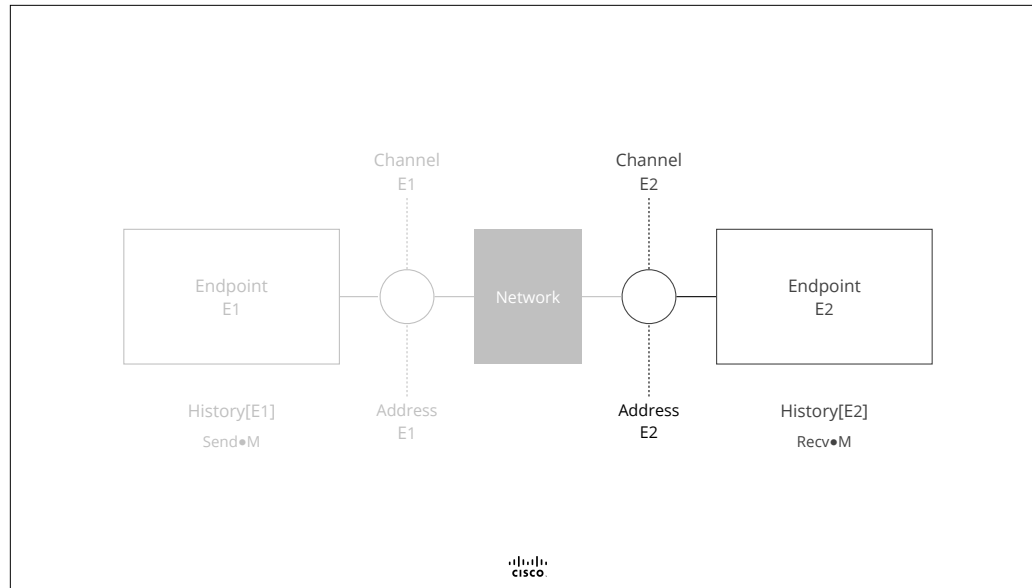 Channel
E1
Channel
E2
Endpoint
E1
Network
Endpoint
E2
History[E1]
Send●M
Address
E1
Address
E2
History[E2]
Recv●M
CISCO.